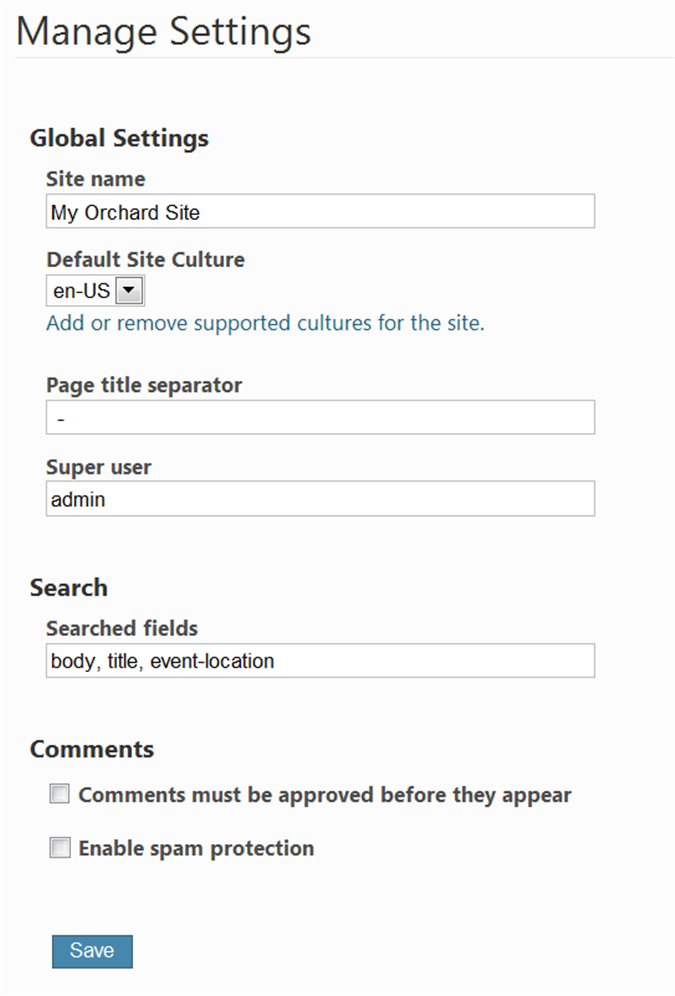 Manage Settings
Global Settings
Site name
My Orchard Site
Default Site Culture
en-US
Add or remove supported cultures for the site.
Page title separator
-
Super user
admin
Search
Searched fields
body, title, event-location
Comments
Comments must be approved before they appear
Enable spam protection
Save